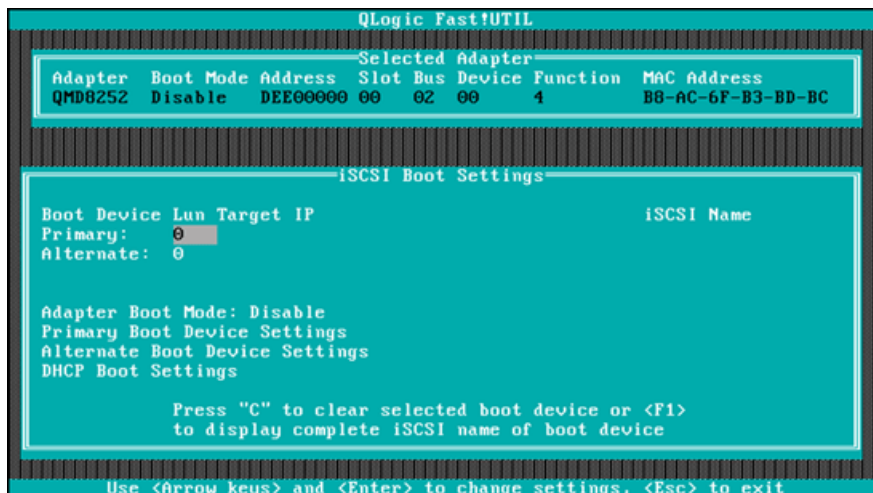 QLogic Fast!UTIL
Selected Adapter
Adapter Boot Mode Address Slot Bus Device Function MAC Address
QMD8252 Disable DEE00000 00 02 00 4 B8-AC-6F-B3-BD-BC
iSCSI Boot Settings
Boot Device Lun Target IP iSCSI Name
Primary: 0
Alternate: 0
Adapter Boot Mode: Disable
Primary Boot Device Settings
Alternate Boot Device Settings
DHCP Boot Settings
Press "C" to clear selected boot device or <F1>
to display complete iSCSI name of boot device
Use <Arrow keys> and <Enter> to change settings, <Esc> to exit